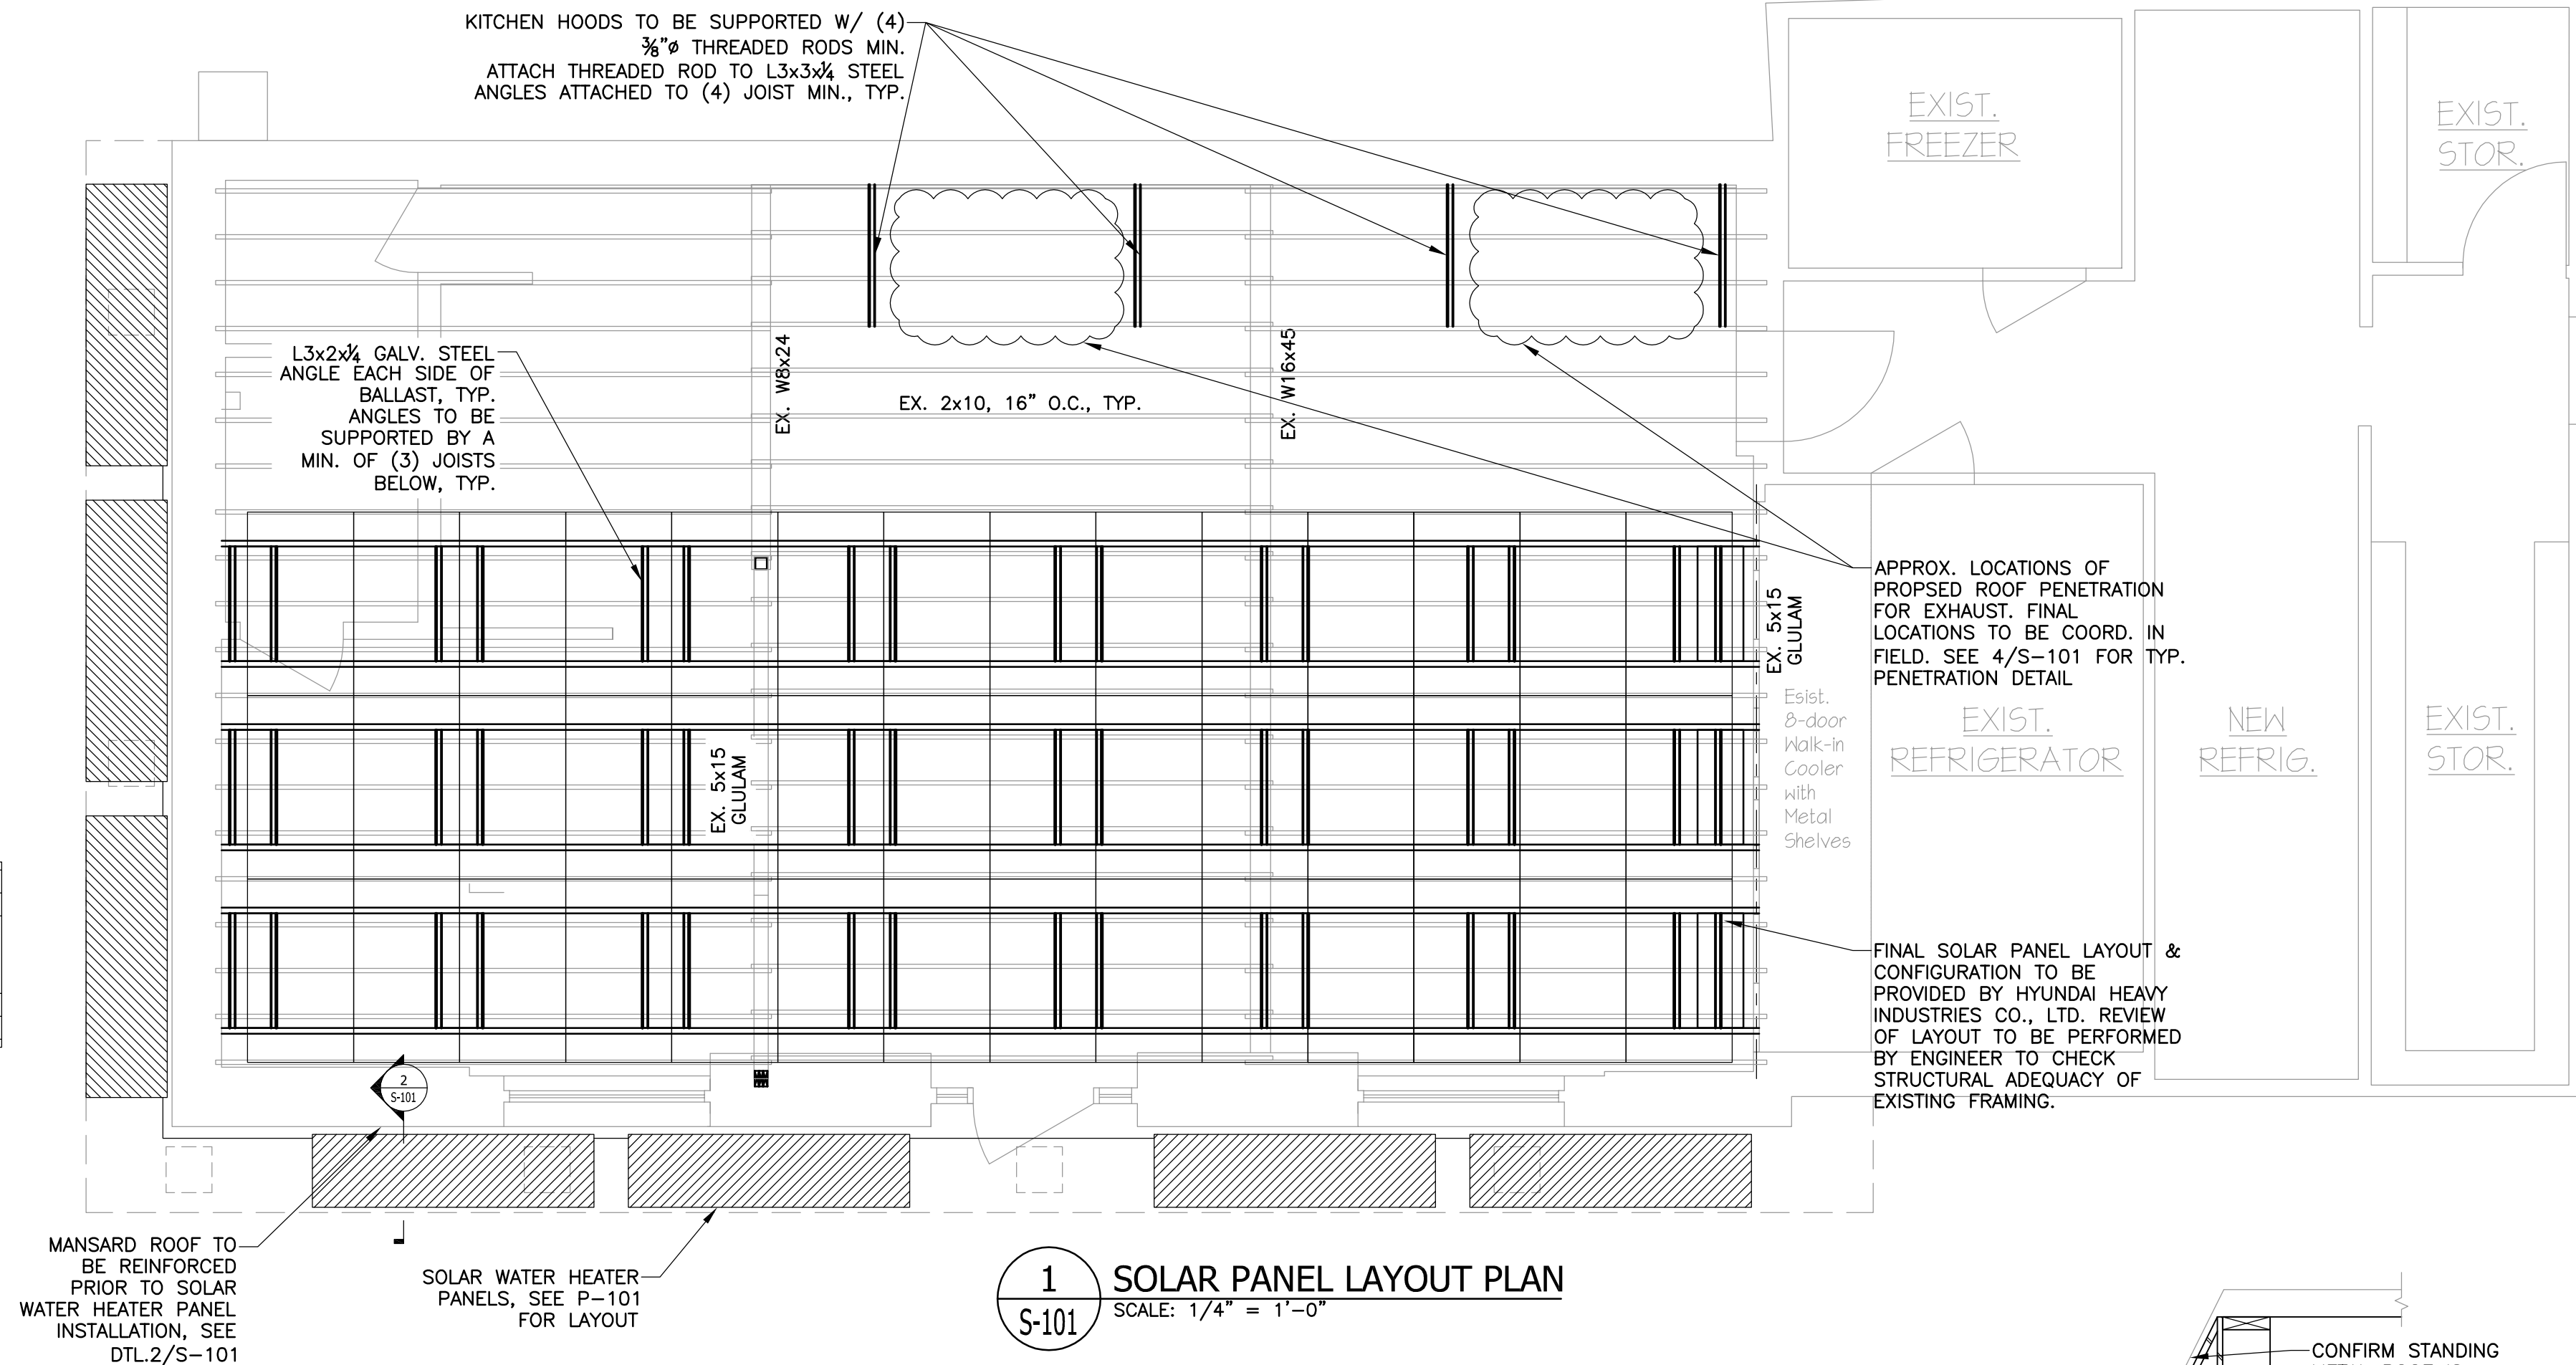 KITCHEN HOODS TO BE SUPPORTED W/ (4)
⅜"ø THREADED RODS MIN.
ATTACH THREADED ROD TO L3x3x¼ STEEL
ANGLES ATTACHED TO (4) JOIST MIN., TYP.
EXIST.
FREEZER
EXIST.
STOR.
L3x2x¼ GALV. STEEL
ANGLE EACH SIDE OF
BALLAST, TYP.
ANGLES TO BE
SUPPORTED BY A
MIN. OF (3) JOISTS
BELOW, TYP.
EX. W8x24
EX. 2x10, 16" O.C., TYP.
EX. W16x45
APPROX. LOCATIONS OF
PROPSED ROOF PENETRATION
FOR EXHAUST. FINAL
LOCATIONS TO BE COORD. IN
FIELD. SEE 4/S-101 FOR TYP.
PENETRATION DETAIL
EX. 5x15
GLULAM
EX. 5x15
GLULAM
Esist.
8-door
Walk-in
Cooler
with
Metal
Shelves
EXIST.
REFRIGERATOR
NEW
REFRIG.
EXIST.
STOR.
FINAL SOLAR PANEL LAYOUT &
CONFIGURATION TO BE
PROVIDED BY HYUNDAI HEAVY
INDUSTRIES CO., LTD. REVIEW
OF LAYOUT TO BE PERFORMED
BY ENGINEER TO CHECK
STRUCTURAL ADEQUACY OF
EXISTING FRAMING.
2
S-101
MANSARD ROOF TO
BE REINFORCED
PRIOR TO SOLAR
WATER HEATER PANEL
INSTALLATION, SEE
DTL.2/S-101
SOLAR WATER HEATER
PANELS, SEE P-101
FOR LAYOUT
1
S-101
SOLAR PANEL LAYOUT PLAN
SCALE: 1/4" = 1'-0"
CONFIRM STANDING